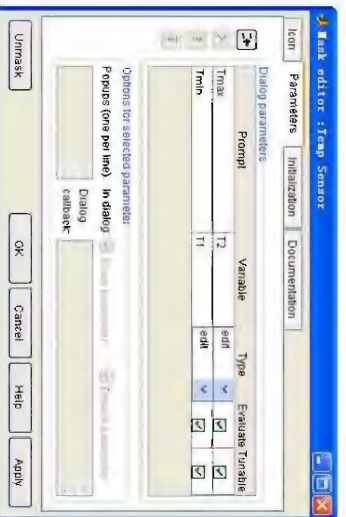 Mask editor :Temp Sensor
Icon Parameters Initialization Documentation
Dialog parameters
Prompt Variable Type Evaluate Tunable
Tmax T2 edit
Tmin T1 edit
Options for selected parameter
Popups (one per line) In dialog:
Dialog
callback:
Unmask OK Cancel Help Apply